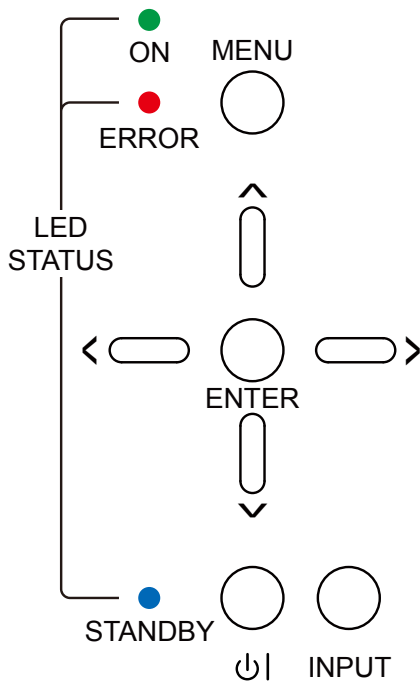 ON
MENU
ERROR
LED
STATUS
ENTER
STANDBY
INPUT